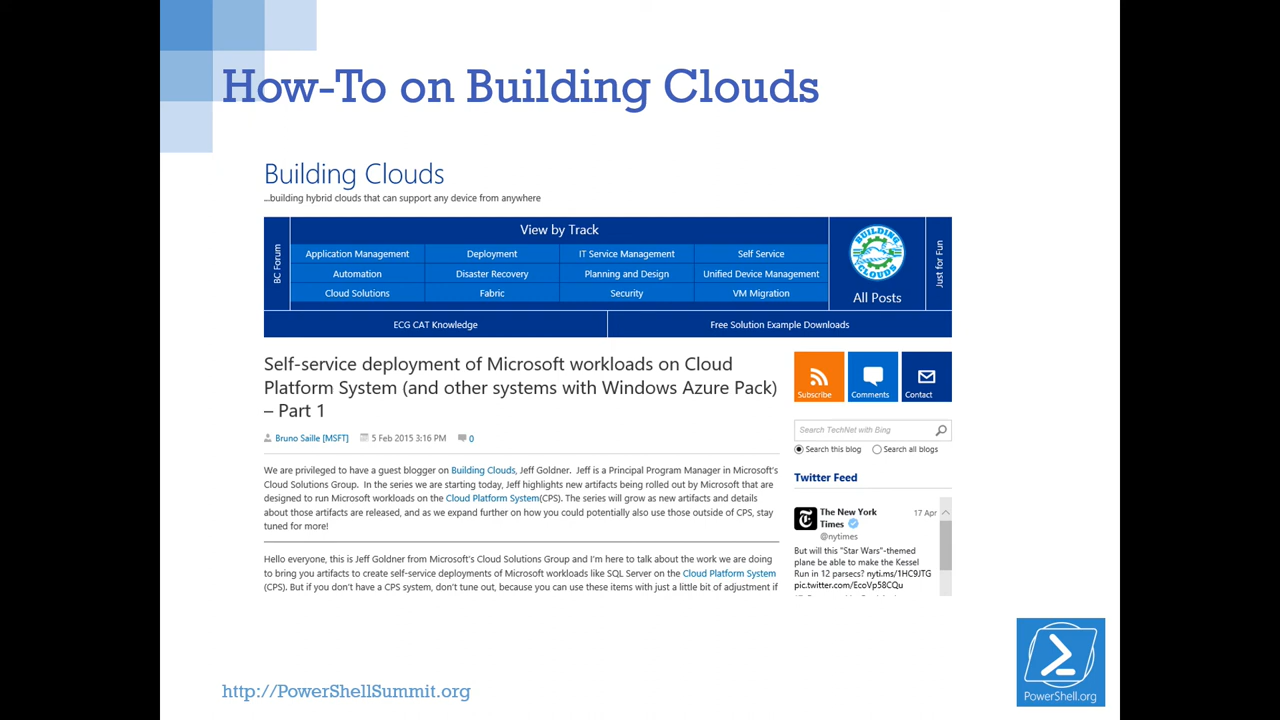 How-To on Building Clouds
Building Clouds
...building hybrid clouds that can support any device from anywhere
BC Forum
View by Track
Application Management
Deployment
IT Service Management
Self Service
Automation
Disaster Recovery
Planning and Design
Unified Device Management
Cloud Solutions
Fabric
Security
VM Migration
BUILDING CLOUDS
All Posts
Just for Fun
ECG CAT Knowledge
Free Solution Example Downloads
Self-service deployment of Microsoft workloads on Cloud
Platform System (and other systems with Windows Azure Pack)
– Part 1
Bruno Saille [MSFT] 5 Feb 2015 3:16 PM 0
We are privileged to have a guest blogger on Building Clouds, Jeff Goldner. Jeff is a Principal Program Manager in Microsoft's
Cloud Solutions Group. In the series we are starting today, Jeff highlights new artifacts being rolled out by Microsoft that are
designed to run Microsoft workloads on the Cloud Platform System(CPS). The series will grow as new artifacts and details
about those artifacts are released, and as we expand further on how you could potentially also use those outside of CPS, stay
tuned for more!
Hello everyone, this is Jeff Goldner from Microsoft's Cloud Solutions Group and I'm here to talk about the work we are doing
to bring you artifacts to create self-service deployments of Microsoft workloads like SQL Server on the Cloud Platform System
(CPS). But if you don't have a CPS system, don't tune out, because you can use these items with just a little bit of adjustment if
Subscribe
Comments
Contact
Search TechNet with Bing
Search this blog
Search all blogs
Twitter Feed
The New York
Times
17 Apr
@nytimes
But will this "Star Wars"-themed
plane be able to make the Kessel
Run in 12 parsecs? nyti.ms/1HC9JTG
pic.twitter.com/EcoVp58CQu
http://PowerShellSummit.org
PowerShell.org